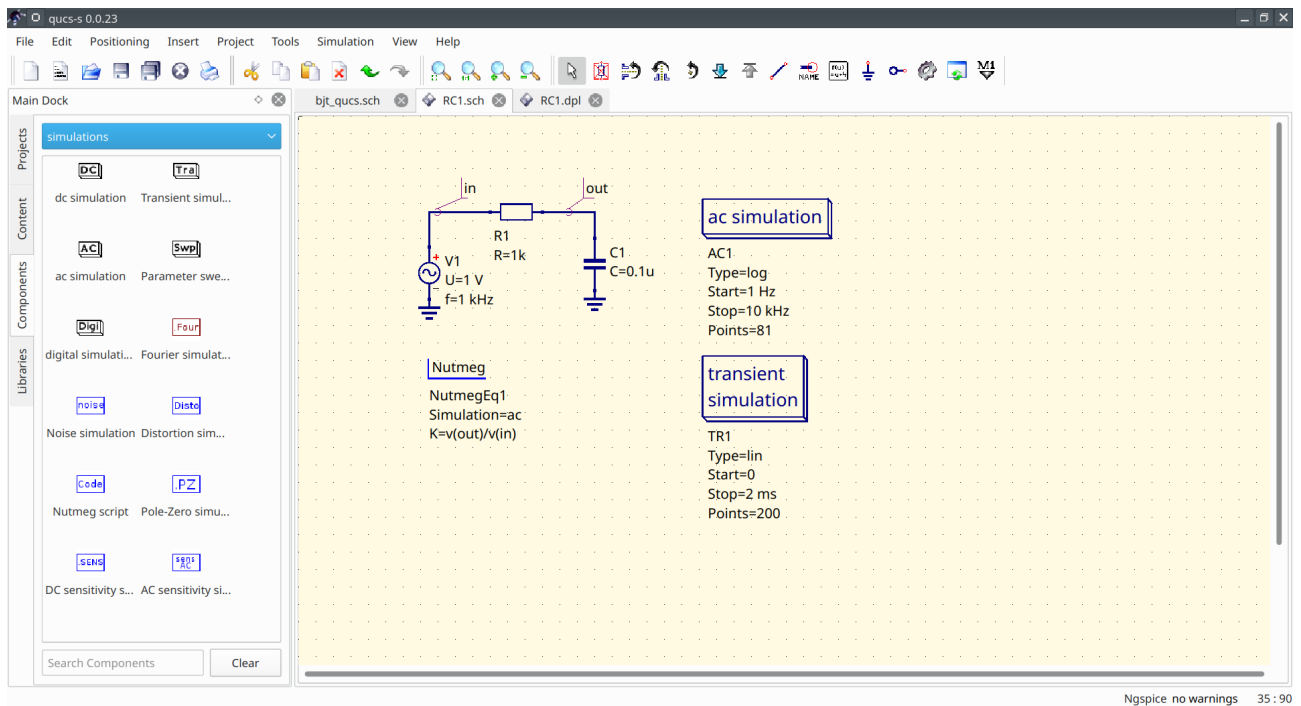 qucs-s 0.0.23
File Edit Positioning Insert Project Tools Simulation View Help
NAME
M1
Main Dock
bjt_qucs.sch RC1.sch RC1.dpl
Projects
Content
Components
Libraries
simulations
DC Tra
dc simulation Transient simul...
AC Swp
ac simulation Parameter swe...
Digi Four
digital simulati... Fourier simulat...
noise Disto
Noise simulation Distortion sim...
Code .PZ
Nutmeg script Pole-Zero simu...
.SENS sens AC
DC sensitivity s... AC sensitivity si...
Search Components Clear
in
out
R1
R=1k
V1
U=1 V
f=1 kHz
C1
C=0.1u
Nutmeg
NutmegEq1
Simulation=ac
K=v(out)/v(in)
ac simulation
AC1
Type=log
Start=1 Hz
Stop=10 kHz
Points=81
transient
simulation
TR1
Type=lin
Start=0
Stop=2 ms
Points=200
Ngspice no warnings 35 : 90